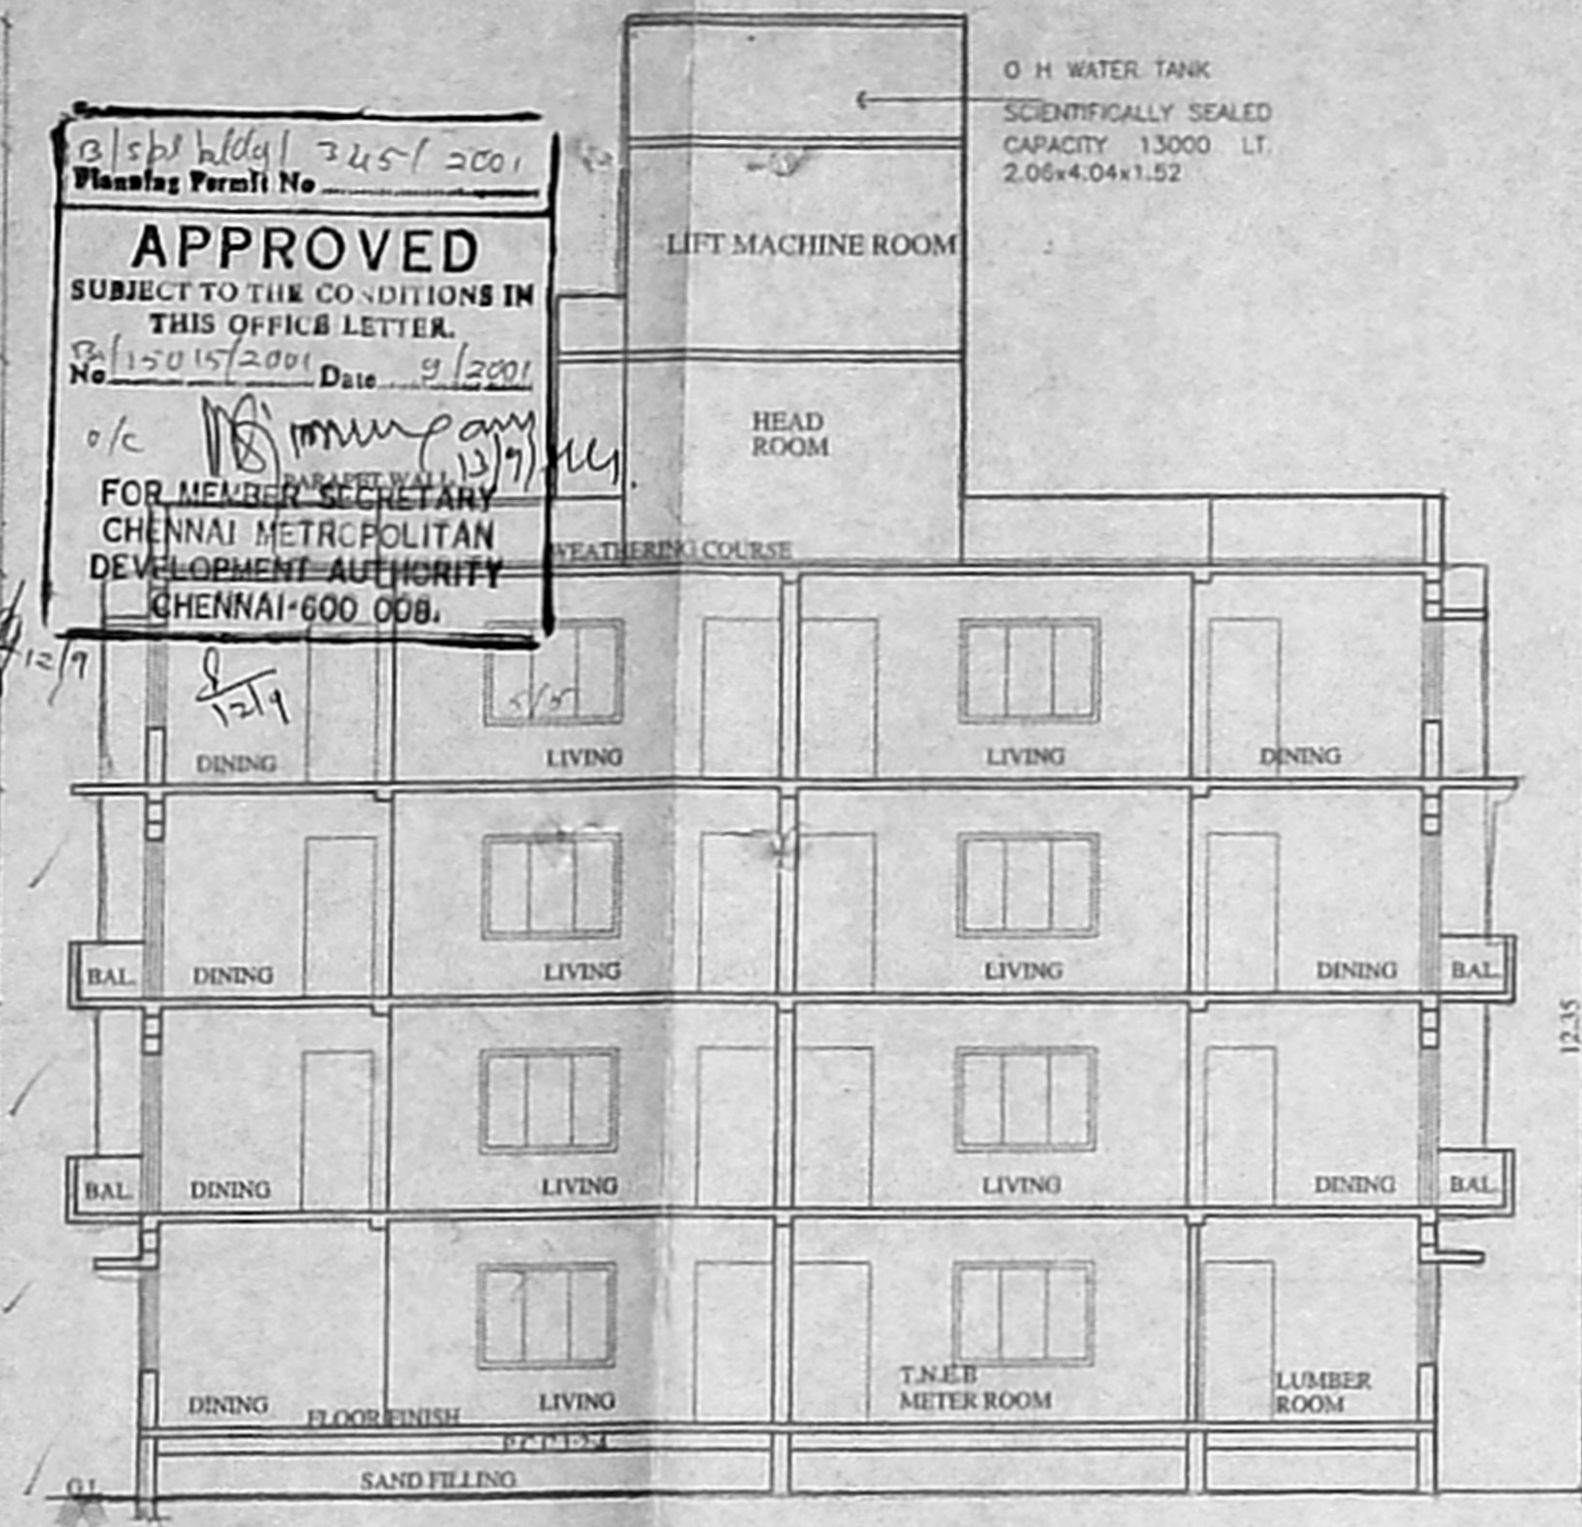 O H WATER TANK
SCIENTIFICALLY SEALED
CAPACITY 13000 LT.
2.06x4.04x1.52
B/spl bldg/ 345/ 2001
Planning Permit No
APPROVED
SUBJECT TO THE CONDITIONS IN
THIS OFFICE LETTER.
No /15015/2001 Date 9/2001
o/c
13/9/
PARAPET WALL
FOR MEMBER SECRETARY
CHENNAI METROPOLITAN
DEVELOPMENT AUTHORITY
CHENNAI-600 008.
12/9
12/9
LIFT MACHINE ROOM
HEAD
ROOM
WEATHERING COURSE
DINING LIVING LIVING DINING
BAL. DINING LIVING LIVING DINING BAL.
12.35
BAL. DINING LIVING LIVING DINING BAL.
DINING LIVING T.N.E.B METER ROOM LUMBER ROOM
FLOOR FINISH
P.C.C 1:2:4
SAND FILLING
G.L